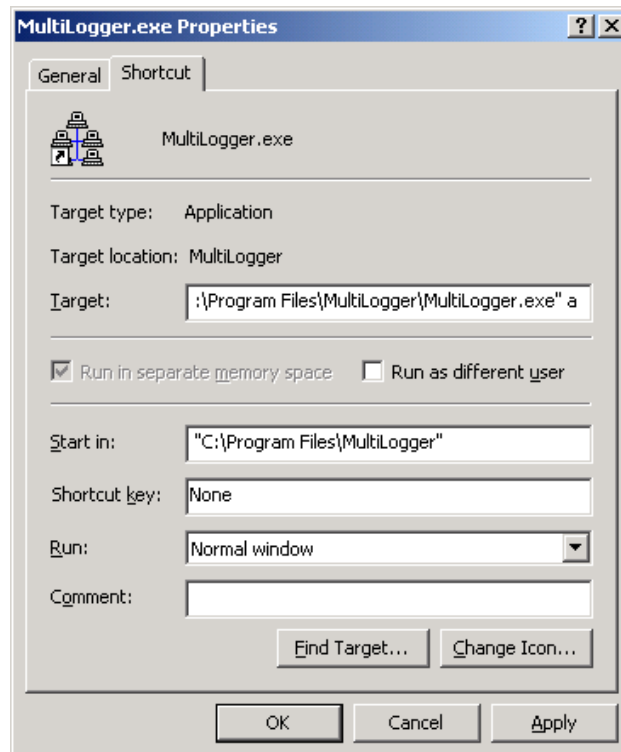 MultiLogger.exe Properties
General Shortcut
MultiLogger.exe
Target type: Application
Target location: MultiLogger
Target: :\Program Files\MultiLogger\MultiLogger.exe" a
Run in separate memory space Run as different user
Start in: "C:\Program Files\MultiLogger"
Shortcut key: None
Run: Normal window
Comment:
Find Target... Change Icon...
OK Cancel Apply